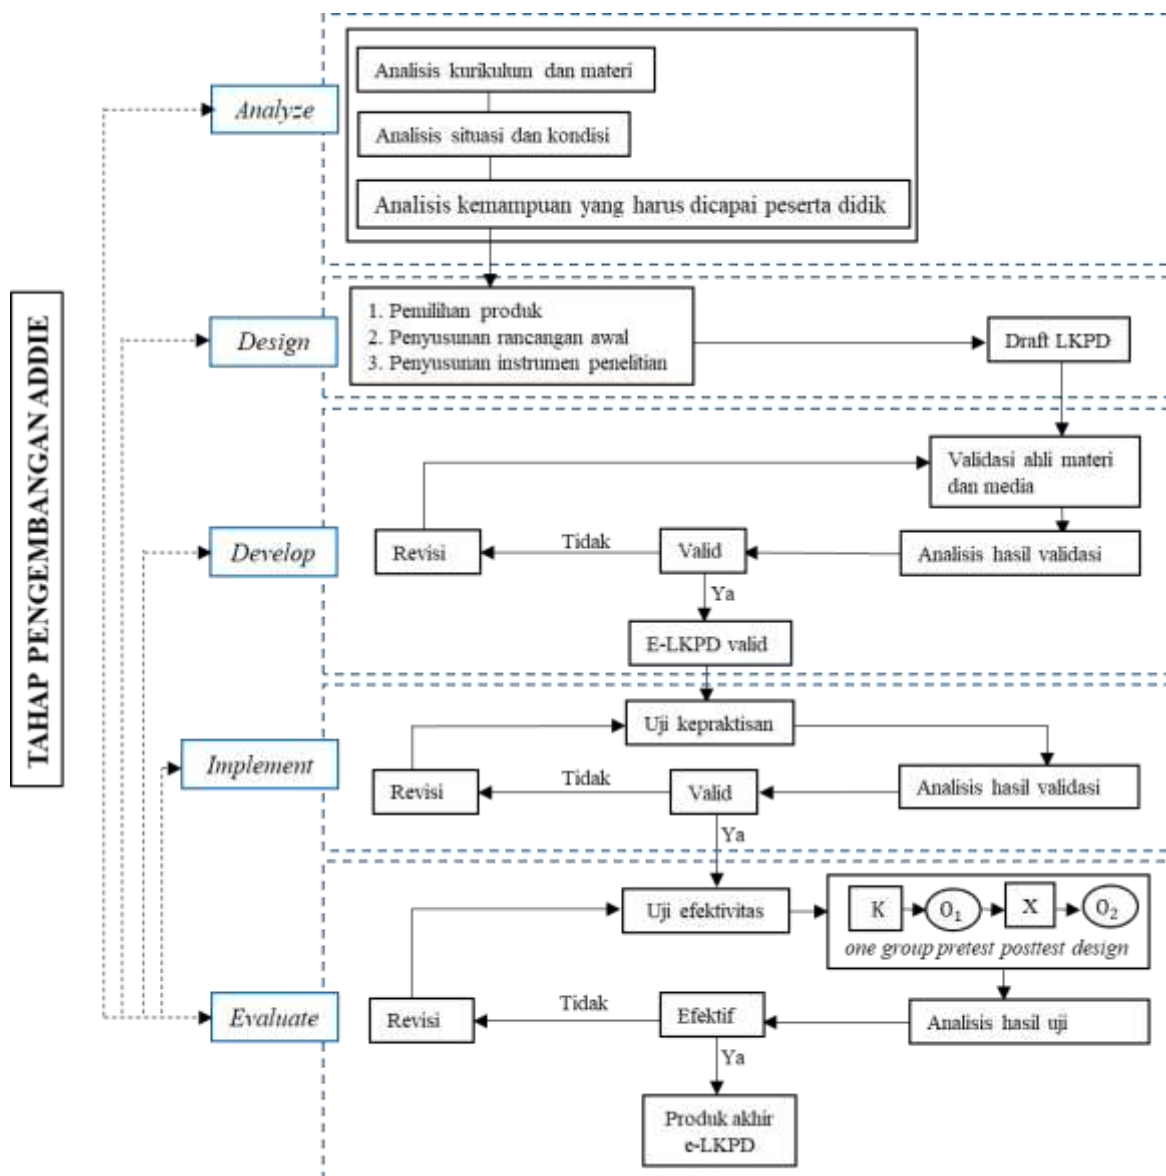 TAHAP PENGEMBANGAN ADDIE
Analyze
Analisis kurikulum dan materi
Analisis situasi dan kondisi
Analisis kemampuan yang harus dicapai peserta didik
Design
1. Pemilihan produk
2. Penyusunan rancangan awal
3. Penyusunan instrumen penelitian
Draft LKPD
Develop
Validasi ahli materi
dan media
Analisis hasil validasi
Valid
Tidak
Revisi
Ya
E-LKPD valid
Implement
Uji kepraktisan
Analisis hasil validasi
Valid
Tidak
Revisi
Ya
Evaluate
Uji efektivitas
K O₁ X O₂
one group pretest posttest design
Analisis hasil uji
Efektif
Tidak
Revisi
Ya
Produk akhir
e-LKPD